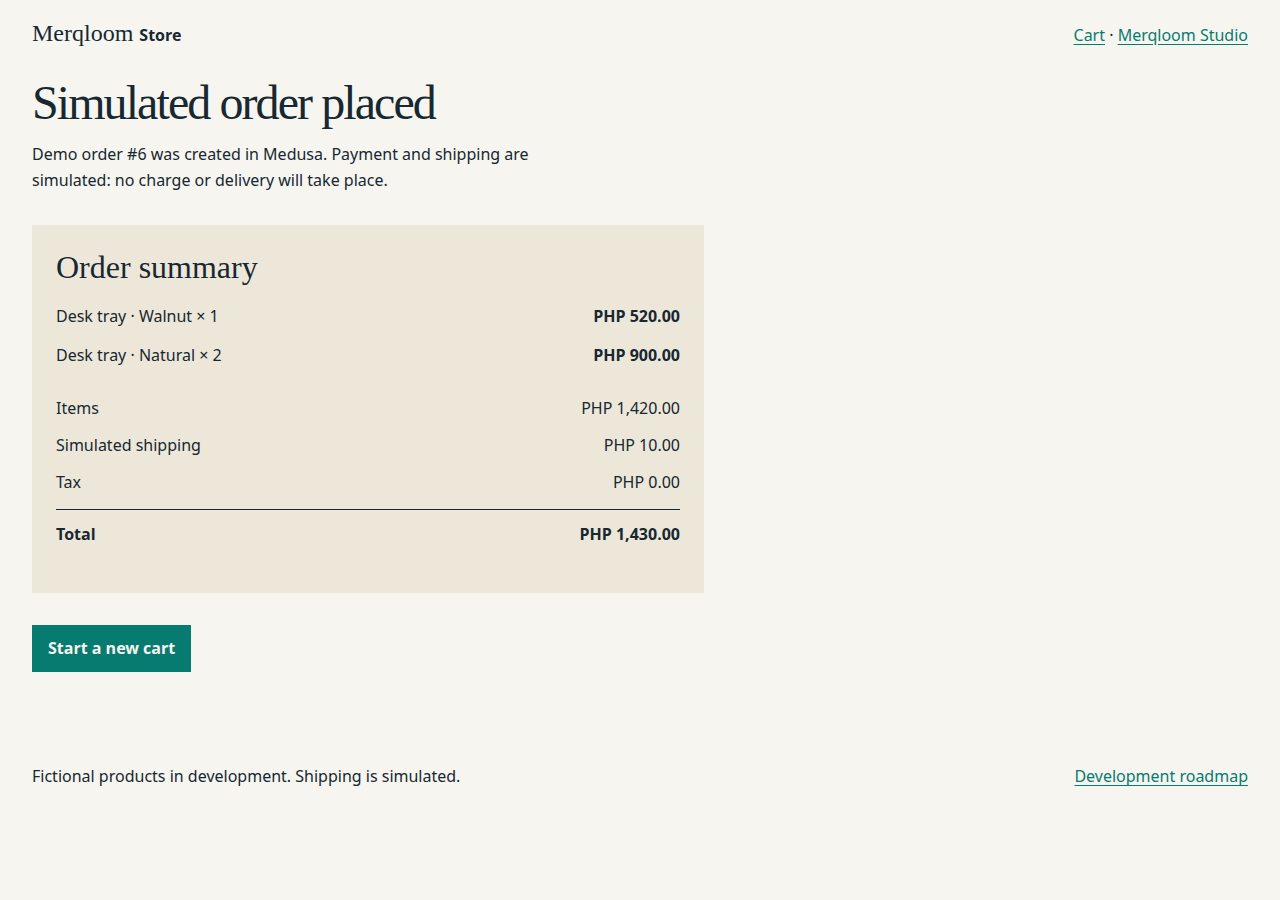 Merqloom Store
Cart · Merqloom Studio
Simulated order placed
Demo order #6 was created in Medusa. Payment and shipping are
simulated: no charge or delivery will take place.
Order summary
Desk tray · Walnut × 1 PHP 520.00
Desk tray · Natural × 2 PHP 900.00
Items PHP 1,420.00
Simulated shipping PHP 10.00
Tax PHP 0.00
Total PHP 1,430.00
Start a new cart
Fictional products in development. Shipping is simulated.
Development roadmap